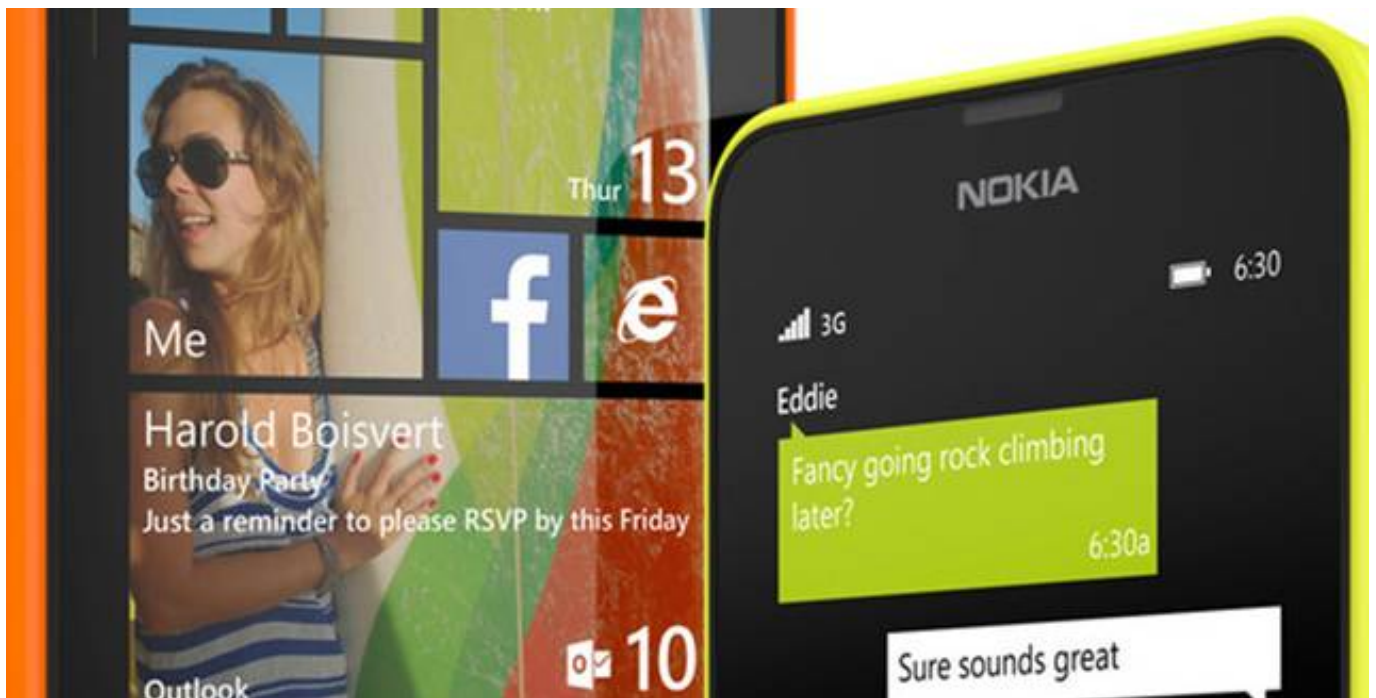 Thur 13
Me
Harold Boisvert
Birthday Party
Just a reminder to please RSVP by this Friday
Outlook
10
NOKIA
6:30
3G
Eddie
Fancy going rock climbing
later?
6:30a
Sure sounds great